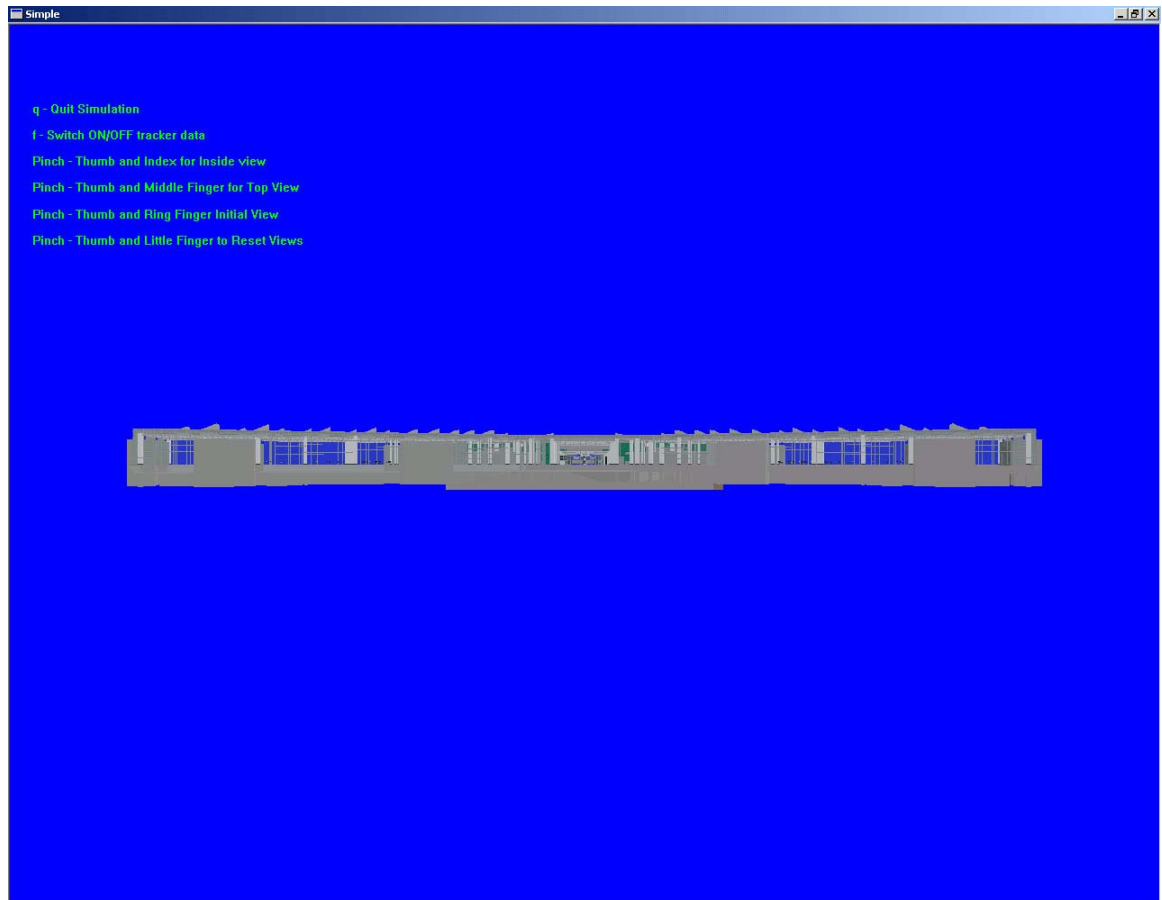 Simple
q - Quit Simulation
f - Switch ON/OFF tracker data
Pinch - Thumb and Index for Inside view
Pinch - Thumb and Middle Finger for Top View
Pinch - Thumb and Ring Finger Initial View
Pinch - Thumb and Little Finger to Reset Views